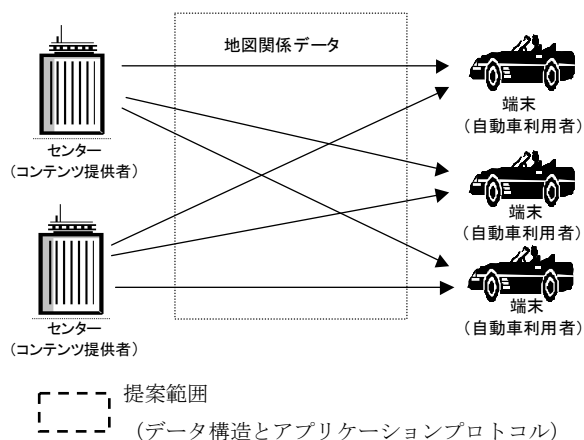 地図関係データ
センター
(コンテンツ提供者)
センター
(コンテンツ提供者)
端末
(自動車利用者)
端末
(自動車利用者)
端末
(自動車利用者)
提案範囲
(データ構造とアプリケーションプロトコル)